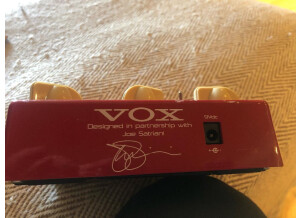 VOX
Designed in partnership with
Joe Satriani